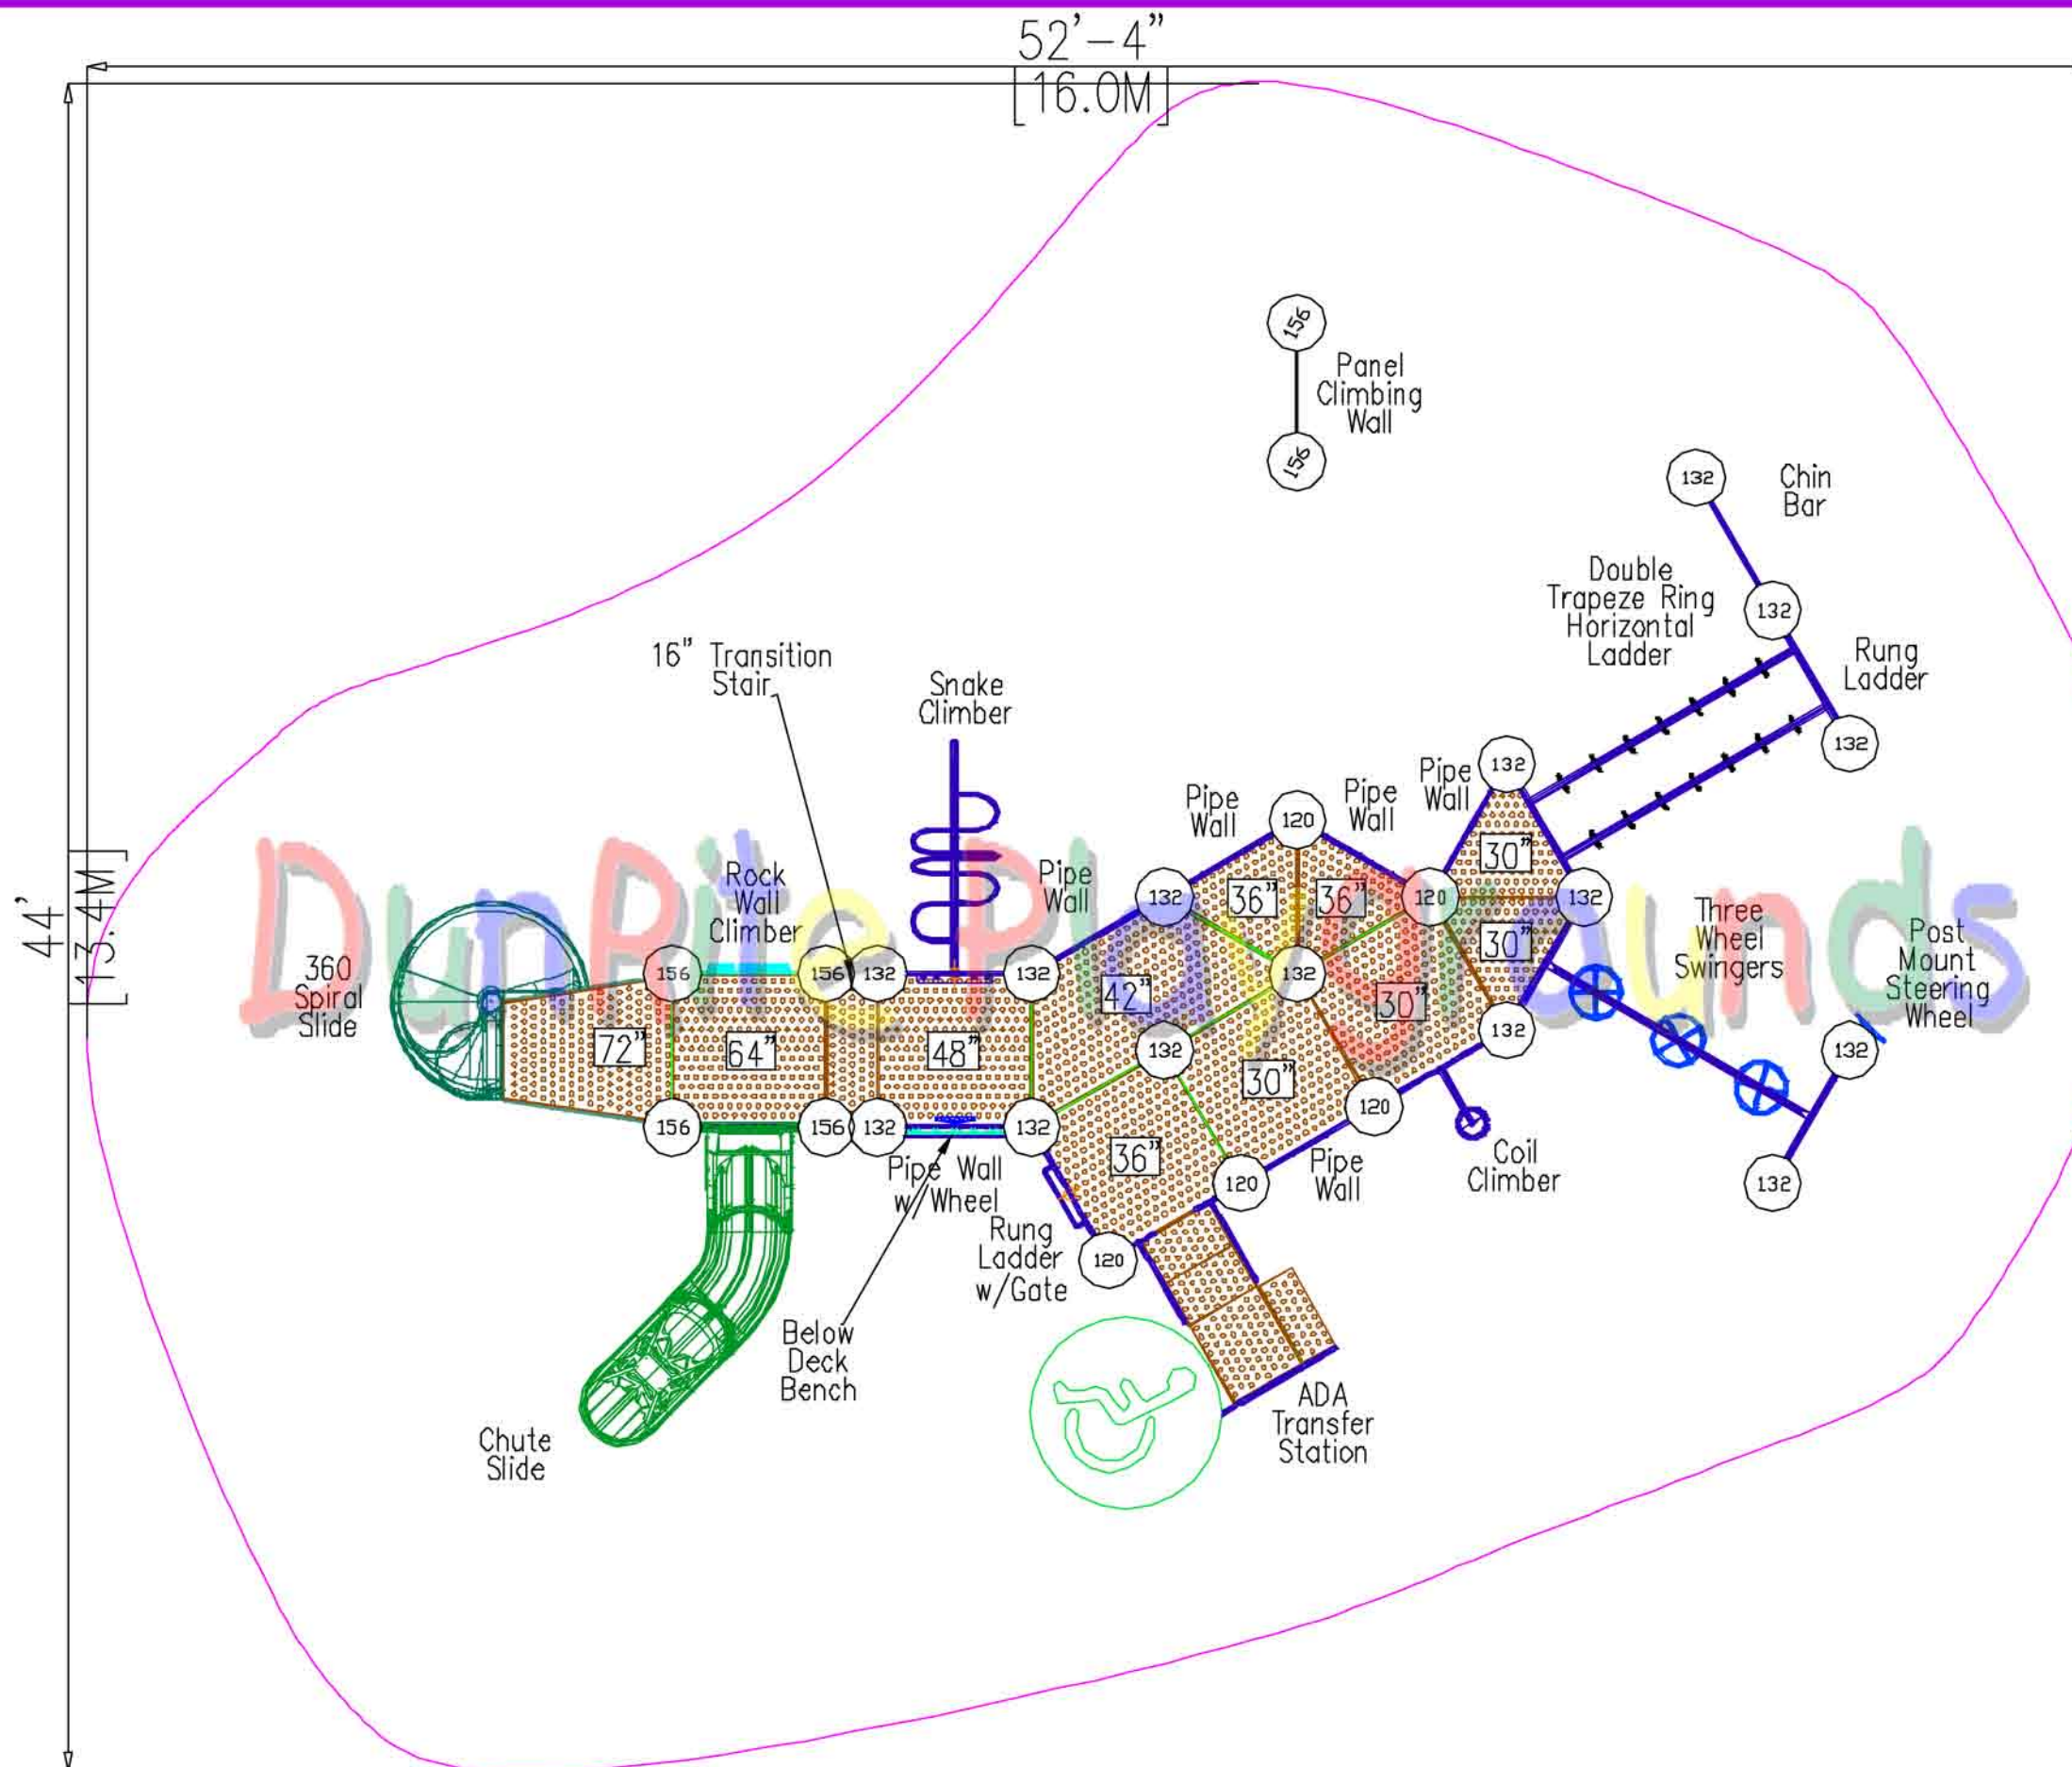 52'-4"
[16.0M]
44'
[13.4M]
156
Panel
Climbing
Wall
156
132
Chin
Bar
Double
Trapeze Ring
Horizontal
Ladder
132
Rung
Ladder
132
16" Transition
Stair
Snake
Climber
Pipe
Wall
120
Pipe
Wall
Pipe
Wall
132
30"
DunRite Playgrounds
Rock
Wall
Climber
Pipe
Wall
132
36"
36"
120
132
30"
Three
Wheel
Swingers
Post
Mount
Steering
Wheel
360
Spiral
Slide
156
156
132
132
42"
132
30"
132
132
72"
64"
48"
132
30"
120
156
156
132
132
36"
120
Pipe
Wall
Coil
Climber
132
Pipe Wall
w/Wheel
Rung
Ladder
w/Gate
120
Below
Deck
Bench
ADA
Transfer
Station
Chute
Slide